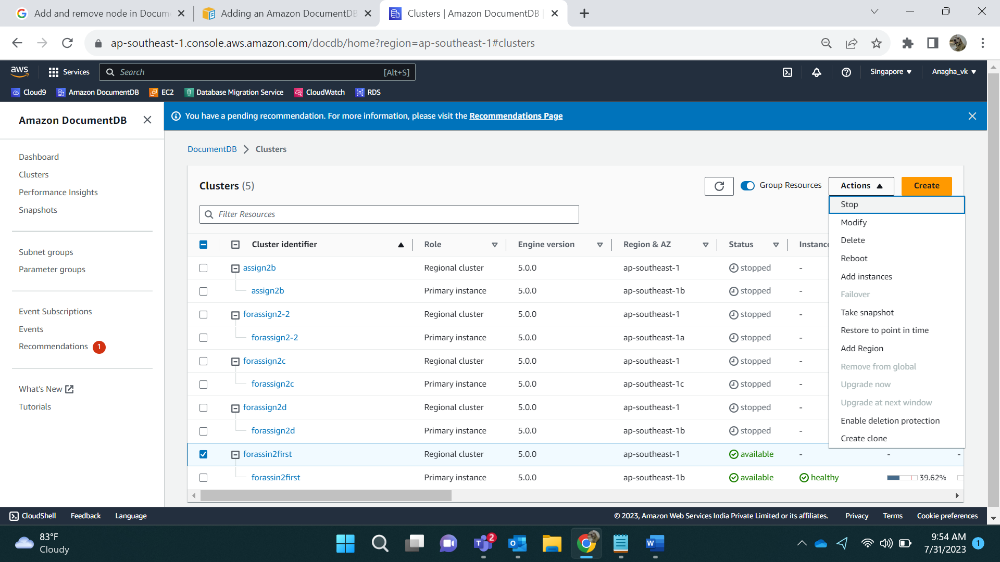 Add and remove node in Docum
Adding an Amazon DocumentDB
Clusters | Amazon DocumentDB |
ap-southeast-1.console.aws.amazon.com/docdb/home?region=ap-southeast-1#clusters
aws
Services
Search
[Alt+S]
Singapore
Anagha_vk
Cloud9
Amazon DocumentDB
EC2
Database Migration Service
CloudWatch
RDS
Amazon DocumentDB
You have a pending recommendation. For more information, please visit the Recommendations Page
Dashboard
Clusters
Performance Insights
Snapshots
Subnet groups
Parameter groups
Event Subscriptions
Events
Recommendations 1
What's New
Tutorials
DocumentDB > Clusters
Clusters (5)
Group Resources
Actions
Create
Filter Resources
Stop
Modify
Delete
Reboot
Add instances
Failover
Take snapshot
Restore to point in time
Add Region
Remove from global
Upgrade now
Upgrade at next window
Enable deletion protection
Create clone
Cluster identifier Role Engine version Region & AZ Status Instanc
assign2b Regional cluster 5.0.0 ap-southeast-1 stopped -
assign2b Primary instance 5.0.0 ap-southeast-1b stopped -
forassign2-2 Regional cluster 5.0.0 ap-southeast-1 stopped -
forassign2-2 Primary instance 5.0.0 ap-southeast-1a stopped -
forassign2c Regional cluster 5.0.0 ap-southeast-1 stopped -
forassign2c Primary instance 5.0.0 ap-southeast-1c stopped -
forassign2d Regional cluster 5.0.0 ap-southeast-1 stopped -
forassign2d Primary instance 5.0.0 ap-southeast-1b stopped -
forassin2first Regional cluster 5.0.0 ap-southeast-1 available - - -
forassin2first Primary instance 5.0.0 ap-southeast-1b available healthy 39.62%
CloudShell
Feedback
Language
© 2023, Amazon Web Services India Private Limited or its affiliates.
Privacy
Terms
Cookie preferences
83°F
Cloudy
2
9:54 AM
7/31/2023
1